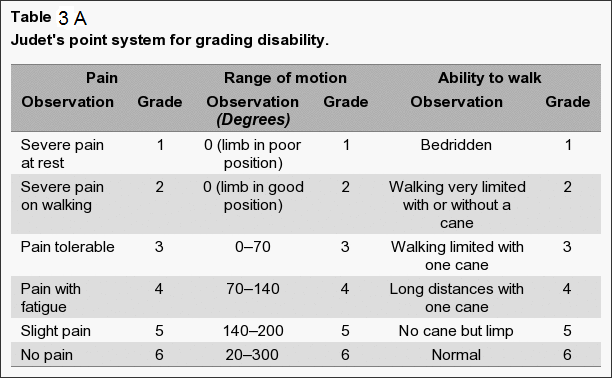 Table 3 A
Judet's point system for grading disability.
Pain Range of motion Ability to walk
Observation Grade Observation Grade Observation Grade
(Degrees)
Severe pain 1 0 (limb in poor 1 Bedridden 1
at rest position)
Severe pain 2 0 (limb in good 2 Walking very limited 2
on walking position) with or without a
cane
Pain tolerable 3 0–70 3 Walking limited with 3
one cane
Pain with 4 70–140 4 Long distances with 4
fatigue one cane
Slight pain 5 140–200 5 No cane but limp 5
No pain 6 20–300 6 Normal 6